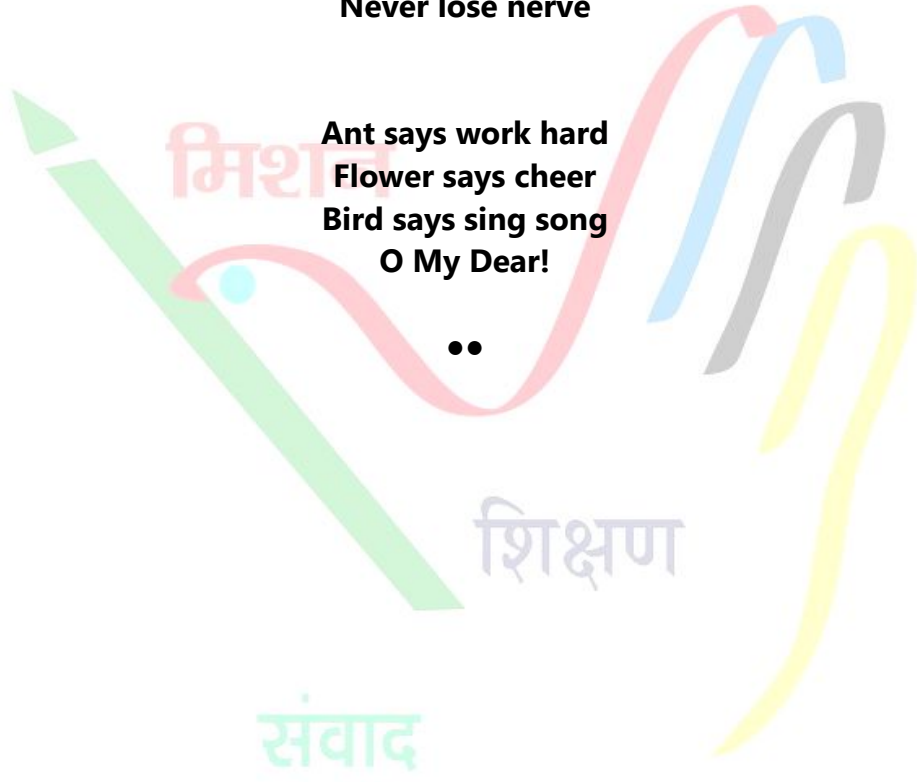 Never lose nerve
मिशन
Ant says work hard
Flower says cheer
Bird says sing song
O My Dear!
••
शिक्षण
संवाद